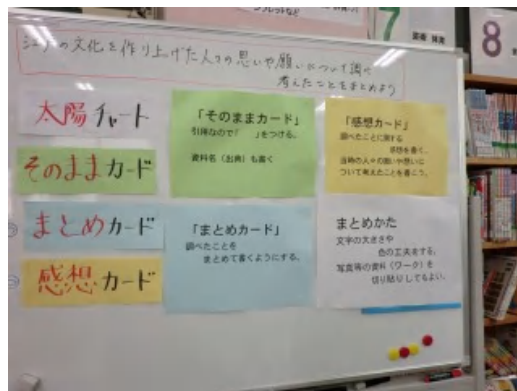 江戸の文化を作り上げた人々の思いや願いについて調べ
考えたことをまとめよう
太陽チャート
そのままカード
まとめカード
感想カード
「そのままカード」
引用なので「　」をつける。
資料名（出典）も書く
「感想カード」
調べたことに関する
感想を書く。
当時の人々の願いや想いに
ついて考えたことを書こう。
「まとめカード」
調べたことを
まとめて書くようにする。
まとめかた
文字の大きさや
色の工夫をする。
写真等の資料（ワーク）を
切り貼りしてもよい。
7
芸術 体育
8